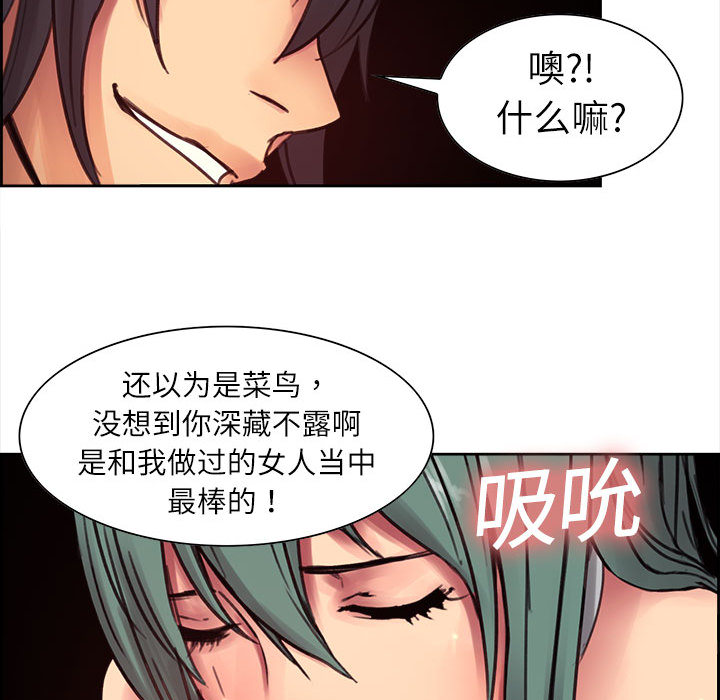 噢?!
什么嘛?
还以为是菜鸟，
没想到你深藏不露啊
是和我做过的女人当中
最棒的！
吸吮